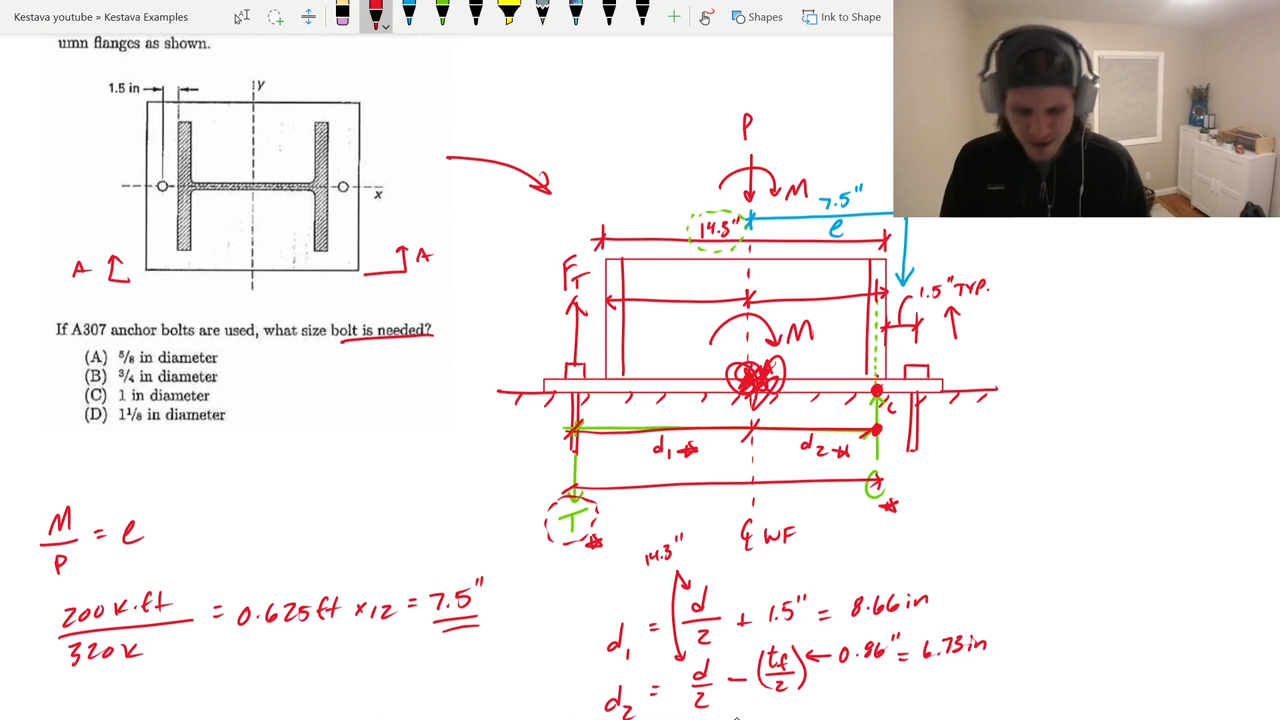 Kestava youtube » Kestava Examples
Shapes
Ink to Shape
umn flanges as shown.
1.5 in
y
x
A
A
If A307 anchor bolts are used, what size bolt is needed?
(A) 5/8 in diameter
(B) 3/4 in diameter
(C) 1 in diameter
(D) 1 1/8 in diameter
P
M
7.5"
e
14.3"
FT
1.5" TYP.
M
C
d1
d2
T
C
℄ WF
M/P = e
200 K.ft / 320 K = 0.625 ft × 12 = 7.5"
14.3"
d1 = d/2 + 1.5" = 8.66 in
d2 = d/2 - (tf/2) ← 0.86" = 6.73 in